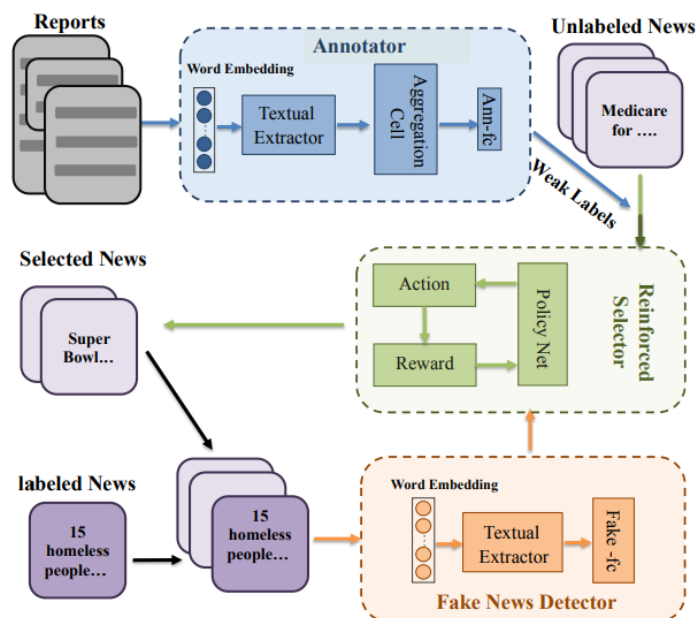 Reports
Annotator
Unlabeled News
Word Embedding
Textual
Extractor
Aggregation
Cell
Ann-fc
Medicare
for ....
Weak Labels
Selected News
Super
Bowl...
Action
Reward
Policy Net
Reinforced
Selector
labeled News
15
homeless
people...
15
homeless
people...
Word Embedding
Textual
Extractor
Fake -fc
Fake News Detector